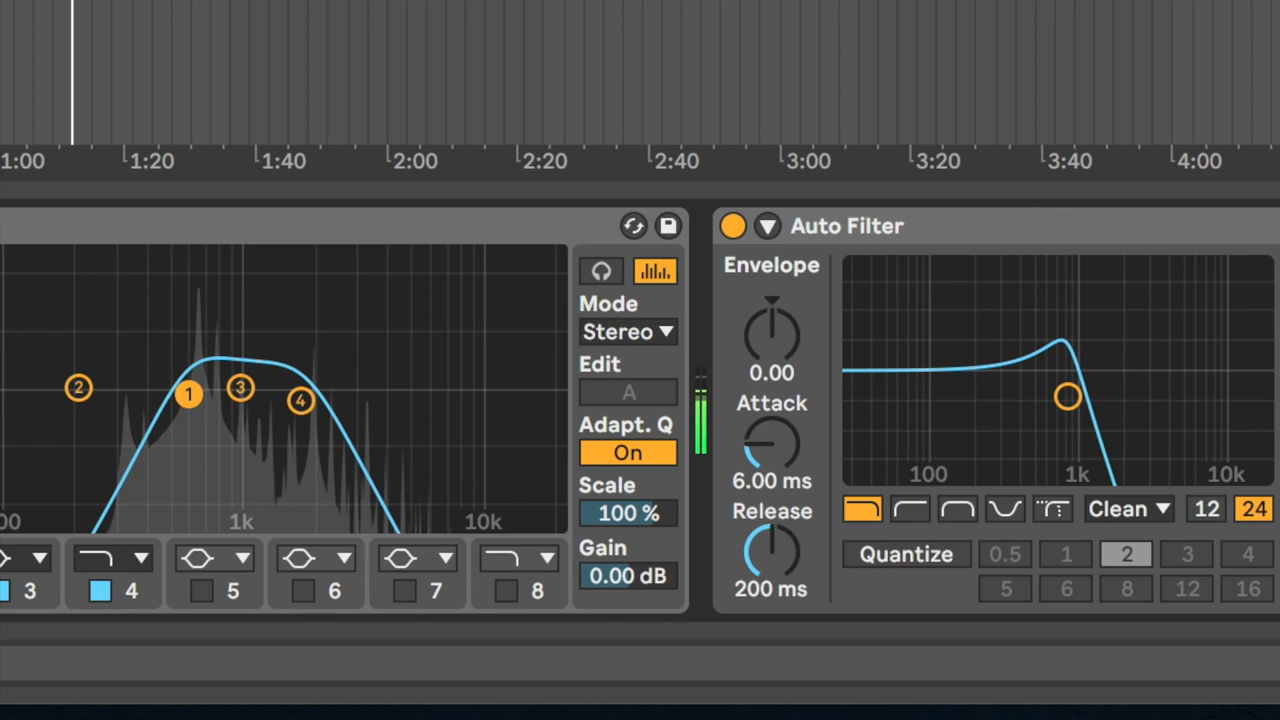 1:00 1:20 1:40 2:00 2:20 2:40 3:00 3:20 3:40 4:00
Auto Filter
Mode
Stereo
Edit
A
Adapt. Q
On
Scale
100 %
Gain
0.00 dB
2 1 3 4
00 1k 10k
3 4 5 6 7 8
Envelope
0.00
Attack
6.00 ms
Release
200 ms
100 1k 10k
Clean 12 24
Quantize 0.5 1 2 3 4
5 6 8 12 16